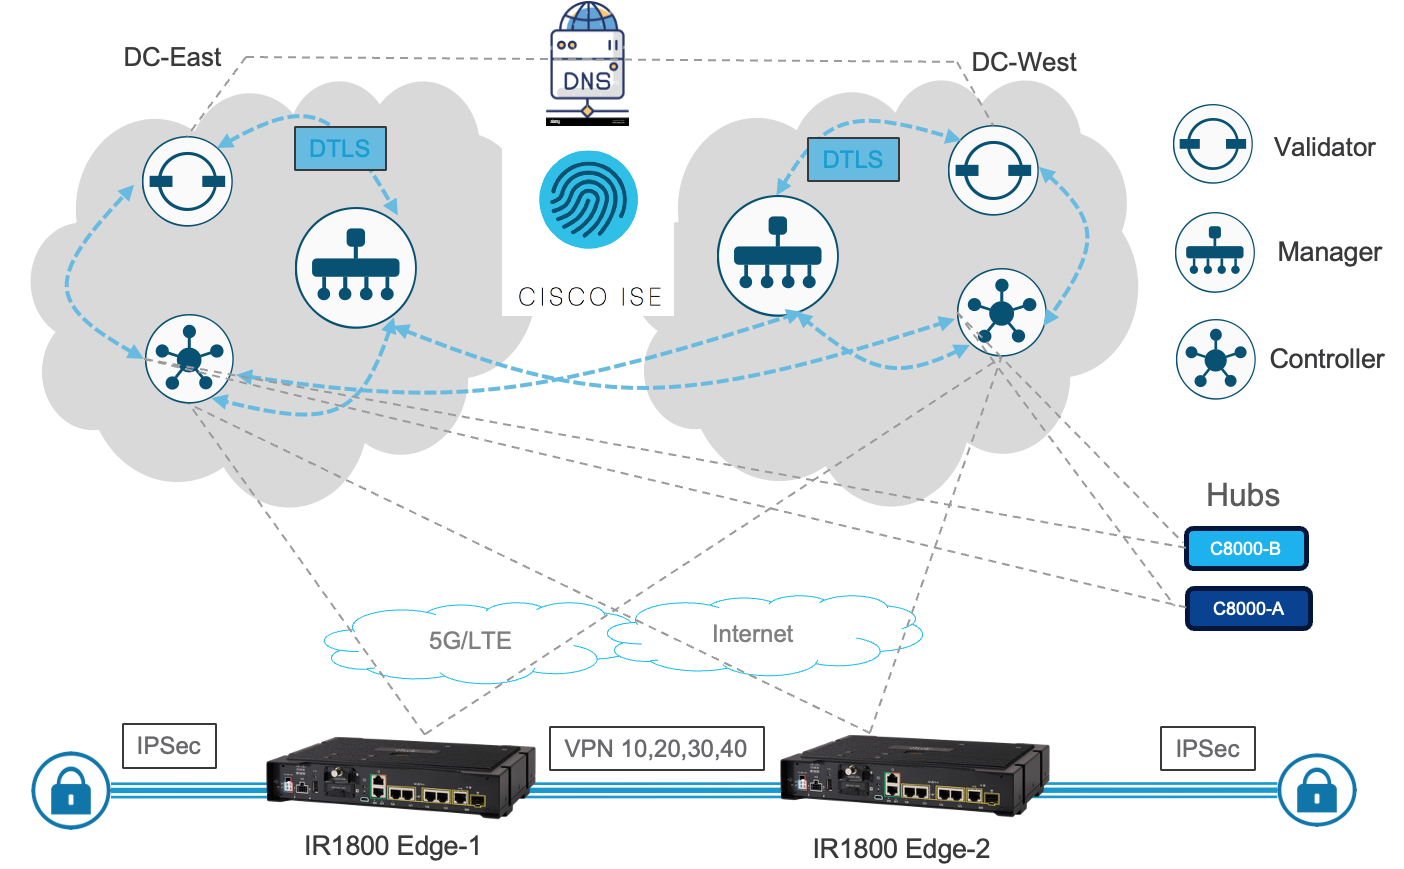 DC-East
DNS
DC-West
DTLS
DTLS
Validator
CISCO ISE
Manager
Controller
Hubs
C8000-B
C8000-A
5G/LTE
Internet
IPSec
VPN 10,20,30,40
IPSec
IR1800 Edge-1
IR1800 Edge-2